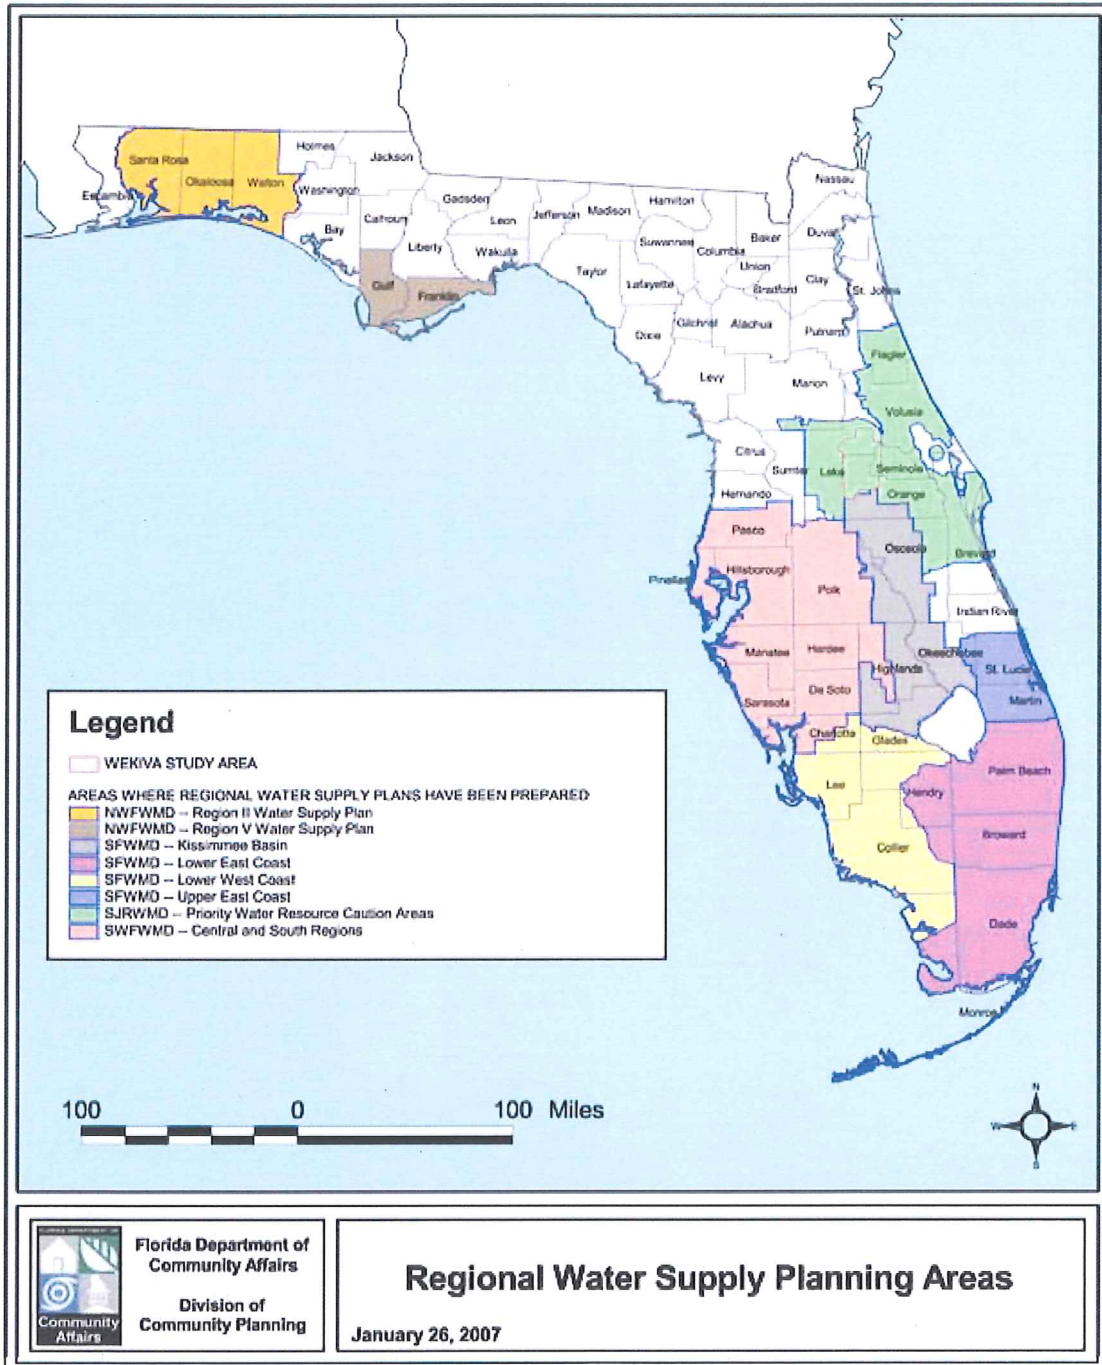 Holmes
Jackson
Santa Rosa
Okaloosa
Walton
Escambia
Washington
Gadsden
Hamilton
Nassau
Calhoun
Leon
Jefferson
Madison
Bay
Liberty
Wakulla
Suwannee
Columbia
Baker
Duval
Union
Bradford
Clay
Taylor
Lafayette
St. Johns
Gulf
Franklin
Dixie
Gilchrist
Alachua
Putnam
Flagler
Levy
Marion
Volusia
Citrus
Sumter
Lake
Seminole
Hernando
Orange
Pasco
Osceola
Brevard
Pinellas
Hillsborough
Polk
Indian River
Manatee
Hardee
Okeechobee
Highlands
St. Lucie
Sarasota
De Soto
Martin
Charlotte
Glades
Lee
Hendry
Palm Beach
Collier
Broward
Dade
Monroe
Legend
WEKIVA STUDY AREA
AREAS WHERE REGIONAL WATER SUPPLY PLANS HAVE BEEN PREPARED
NWFWMD -- Region II Water Supply Plan
NWFWMD -- Region V Water Supply Plan
SFWMD -- Kissimmee Basin
SFWMD -- Lower East Coast
SFWMD -- Lower West Coast
SFWMD -- Upper East Coast
SJRWMD -- Priority Water Resource Caution Areas
SWFWMD -- Central and South Regions
100 0 100 Miles
N
W E
S
FLORIDA DEPARTMENT OF
Community
Affairs
Florida Department of
Community Affairs
Division of
Community Planning
Regional Water Supply Planning Areas
January 26, 2007